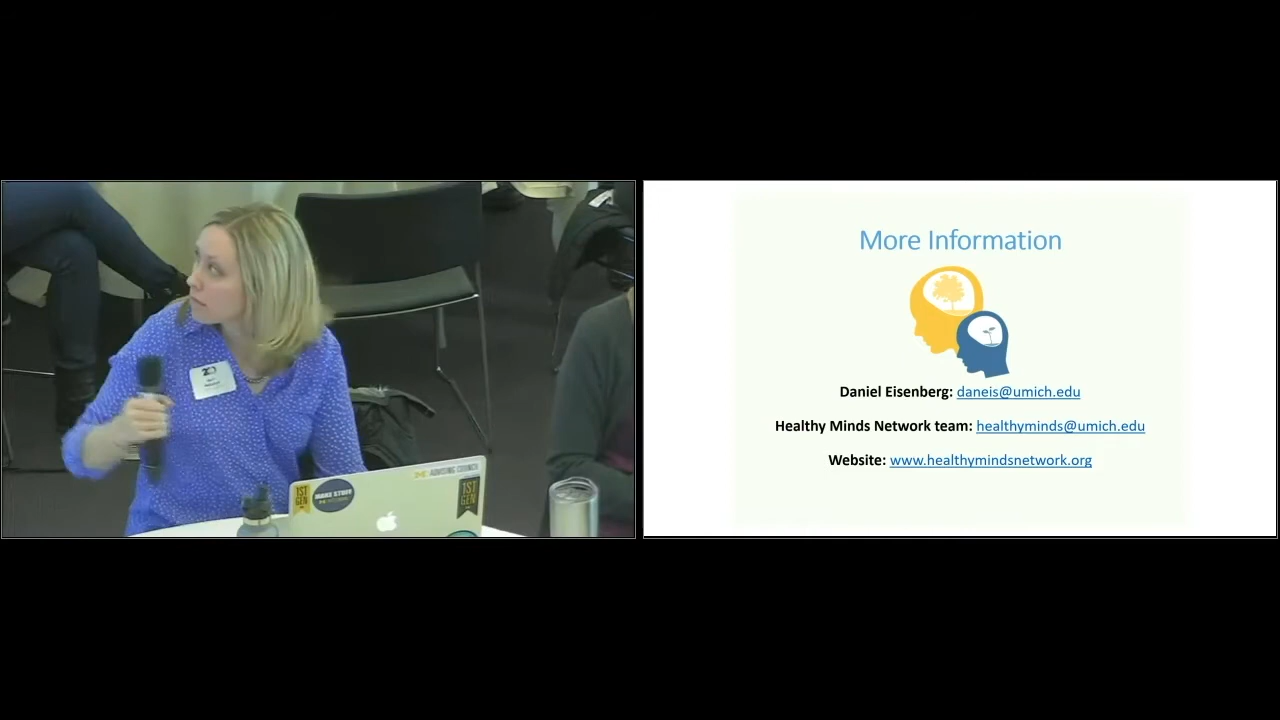 20
M ADVISING COUNCIL
1ST
GEN
MAKE STUFF
1ST
GEN
More Information
Daniel Eisenberg: daneis@umich.edu
Healthy Minds Network team: healthyminds@umich.edu
Website: www.healthymindsnetwork.org